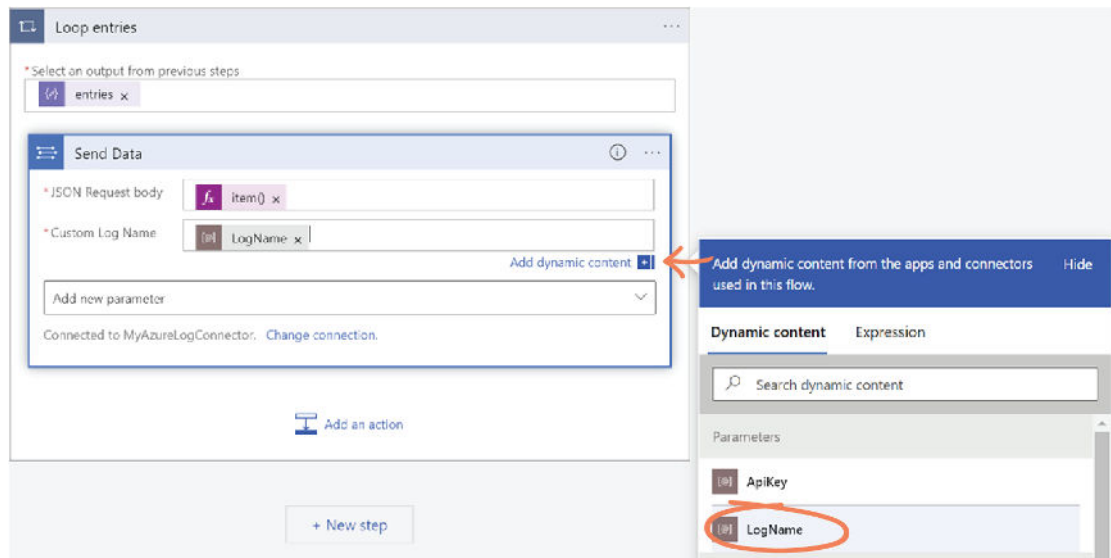 Loop entries
...
*Select an output from previous steps
entries x
Send Data
...
*JSON Request body
fx item() x
*Custom Log Name
[@] LogName x
Add dynamic content +
Add new parameter
Connected to MyAzureLogConnector. Change connection.
Add an action
+ New step
Add dynamic content from the apps and connectors
used in this flow.
Hide
Dynamic content
Expression
Search dynamic content
Parameters
[@] ApiKey
[@] LogName